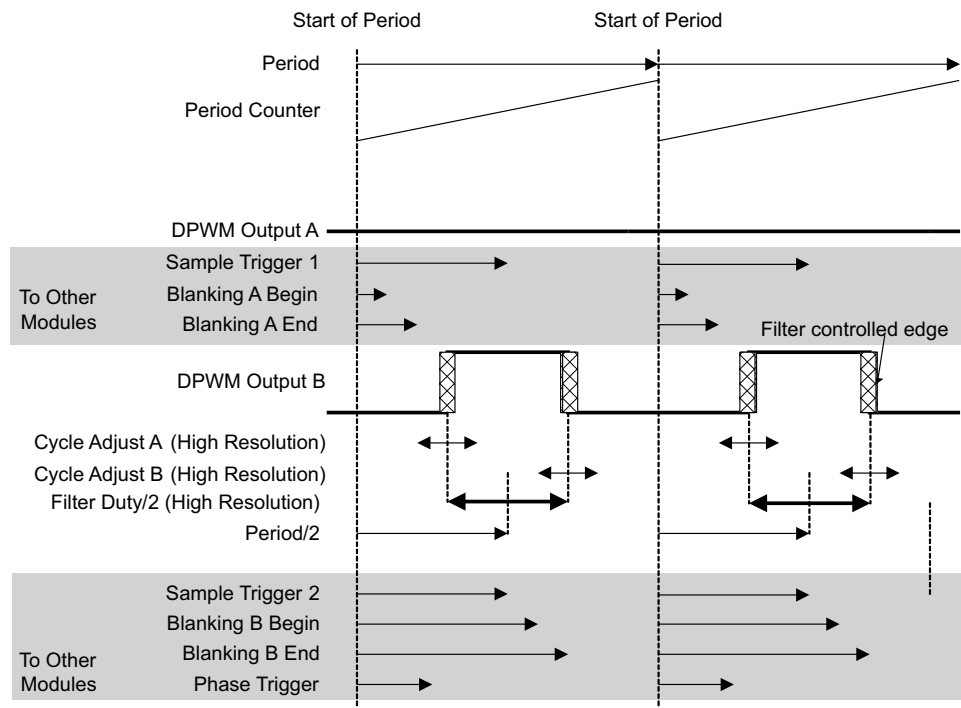 Start of Period
Start of Period
Period
Period Counter
DPWM Output A
To Other
Modules
Sample Trigger 1
Blanking A Begin
Blanking A End
Filter controlled edge
DPWM Output B
Cycle Adjust A (High Resolution)
Cycle Adjust B (High Resolution)
Filter Duty/2 (High Resolution)
Period/2
Sample Trigger 2
Blanking B Begin
Blanking B End
To Other
Modules
Phase Trigger